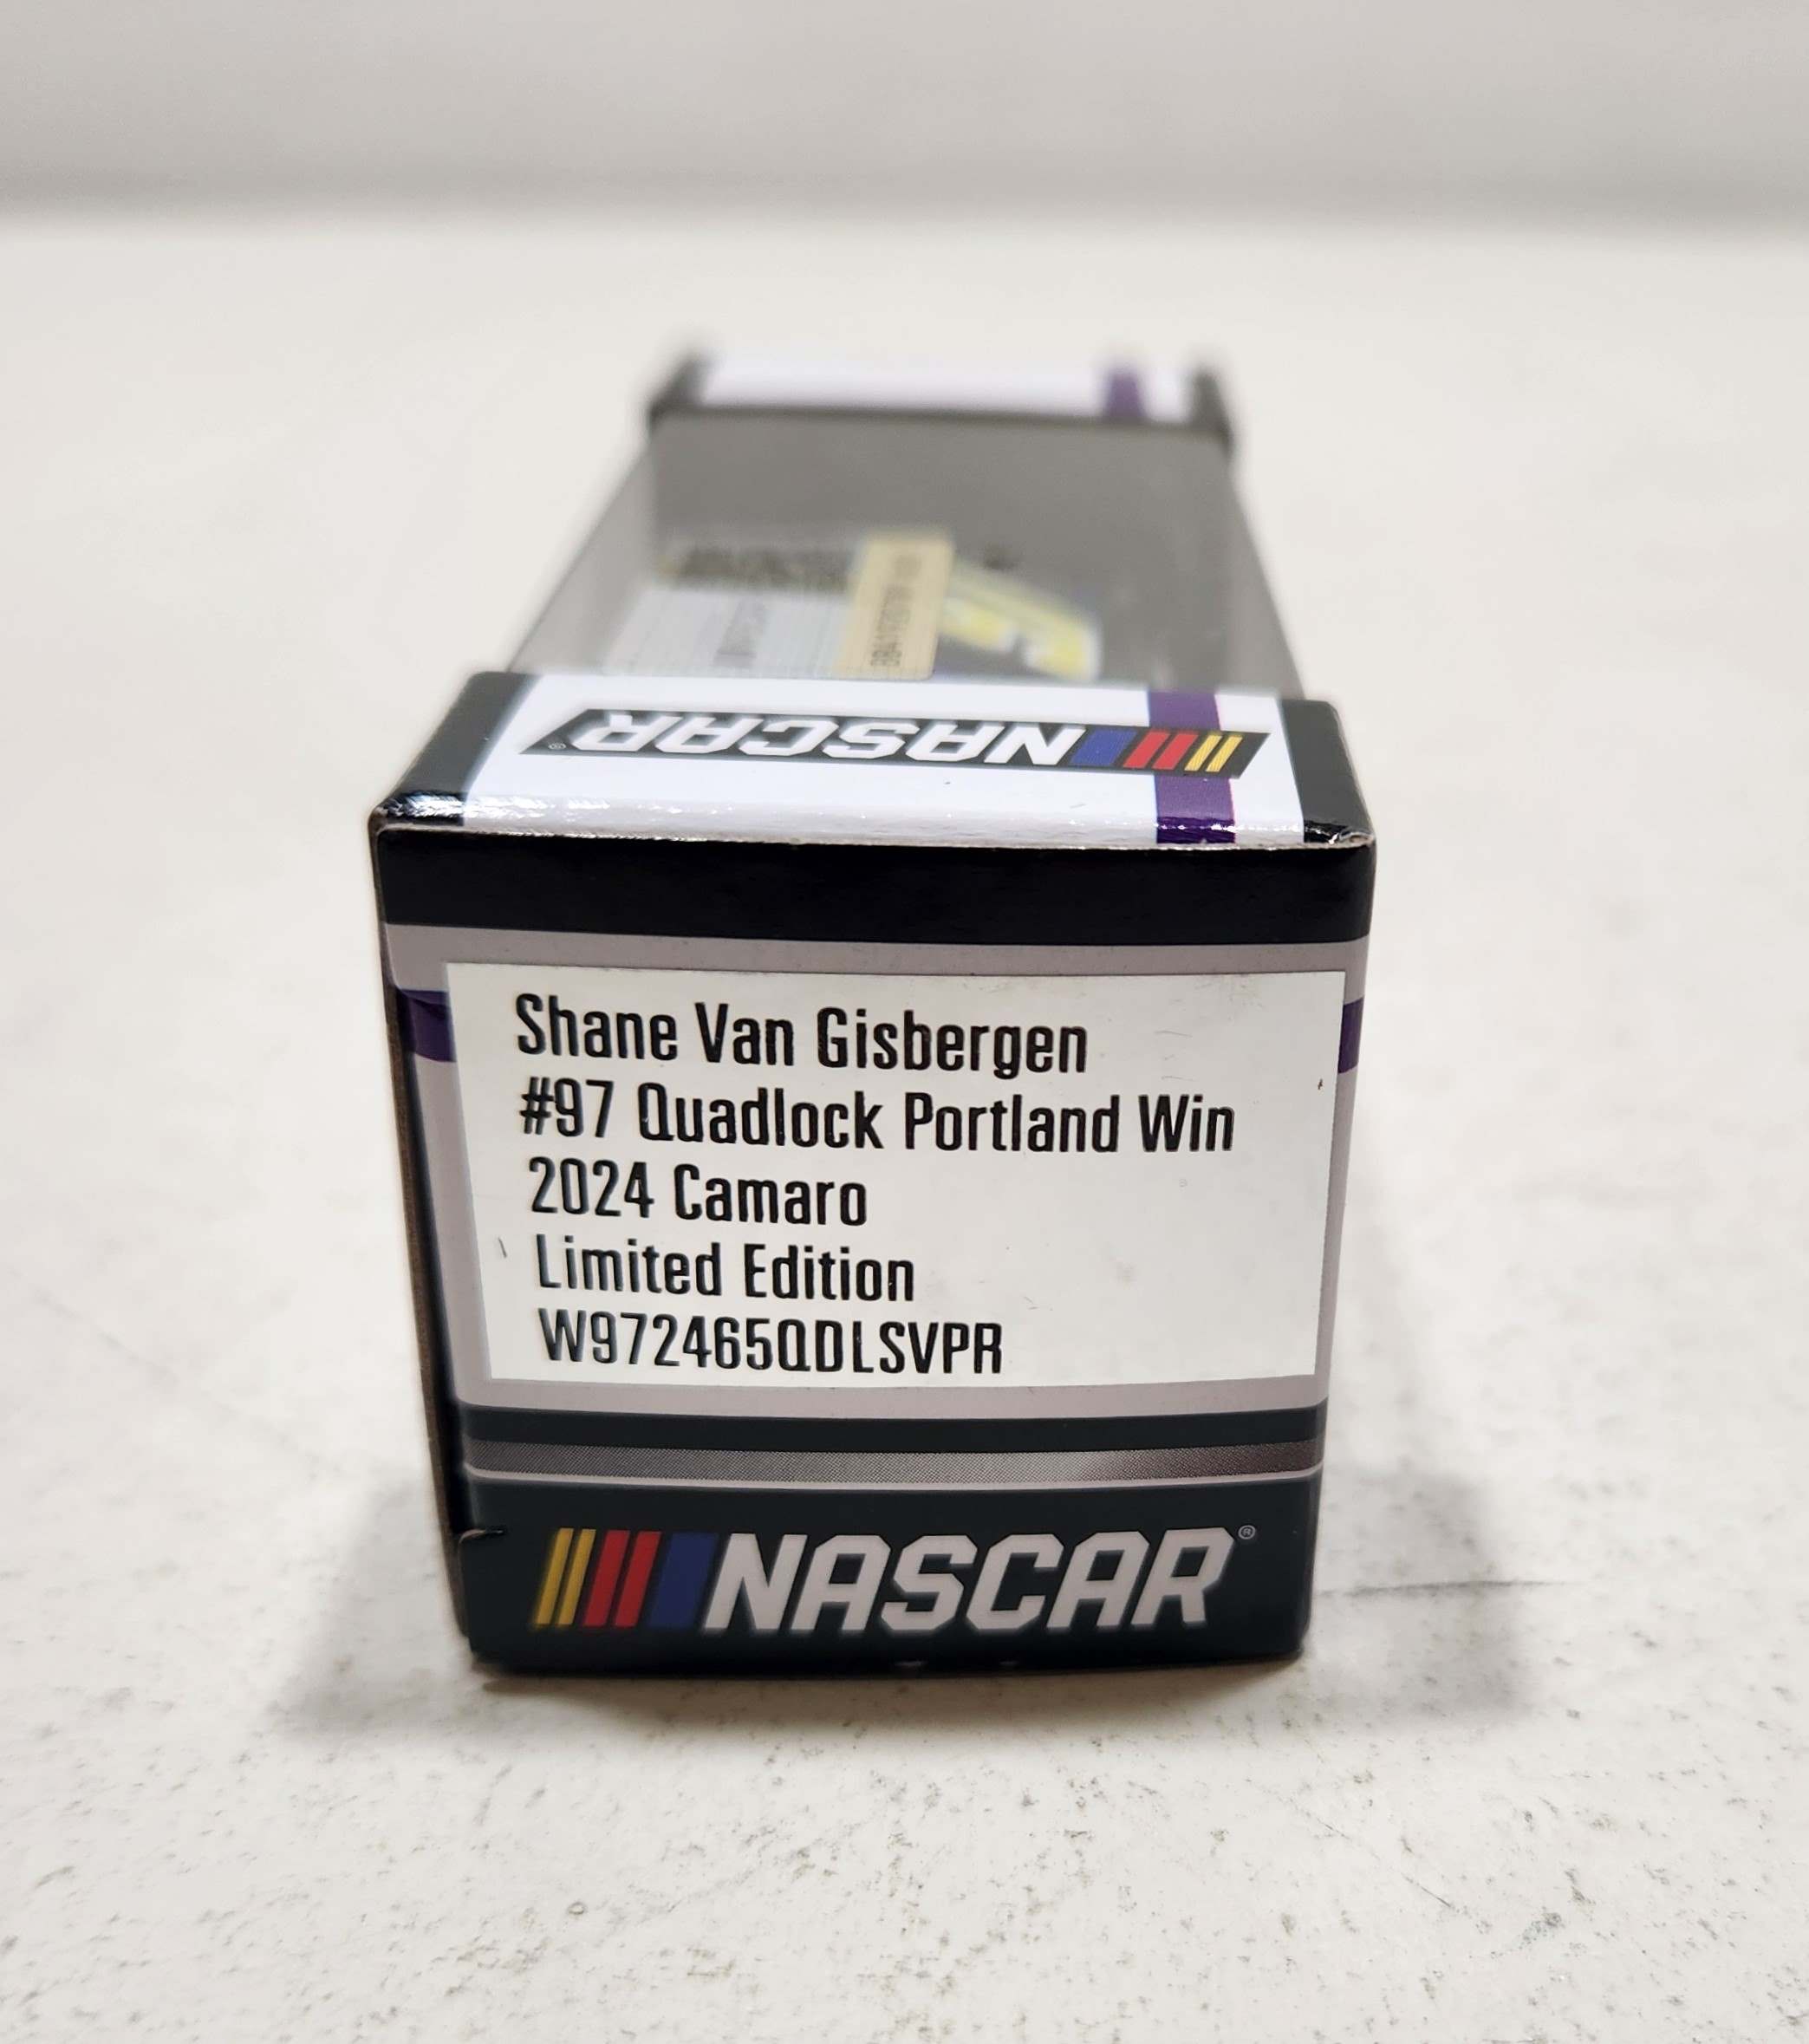 NASCAR®
Shane Van Gisbergen
#97 Quadlock Portland Win
2024 Camaro
Limited Edition
W972465QDLSVPR
NASCAR®